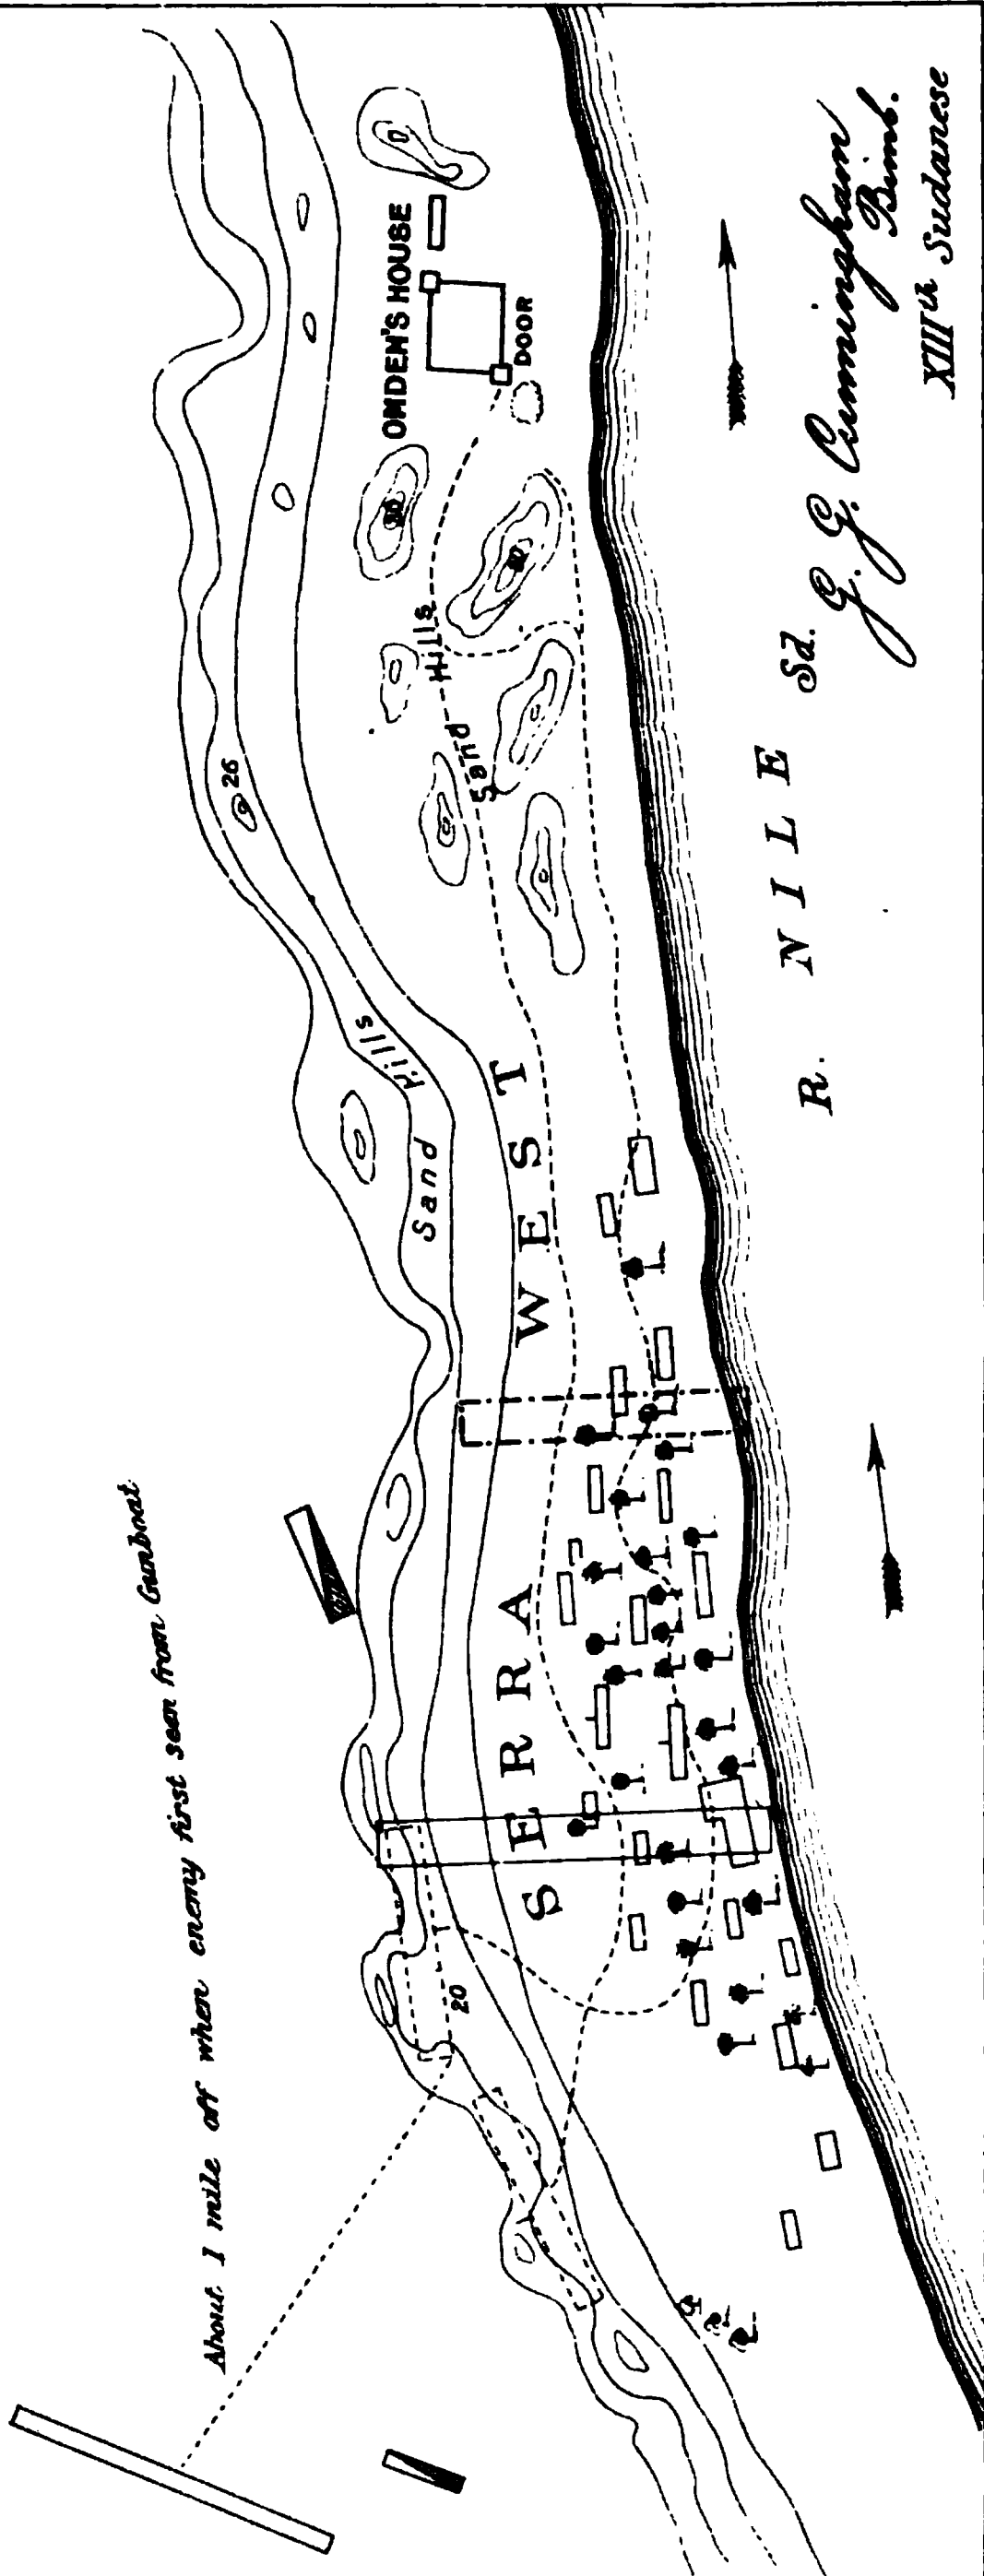 About 1 mile off when enemy first seen from Gunboat
26
Sand Hills
20
OMDEN'S HOUSE
DOOR
Sand Hills
SERRA WEST
R. NILE
Sd. G. G. Cunningham
Bimb.
XIIIth Sudanese